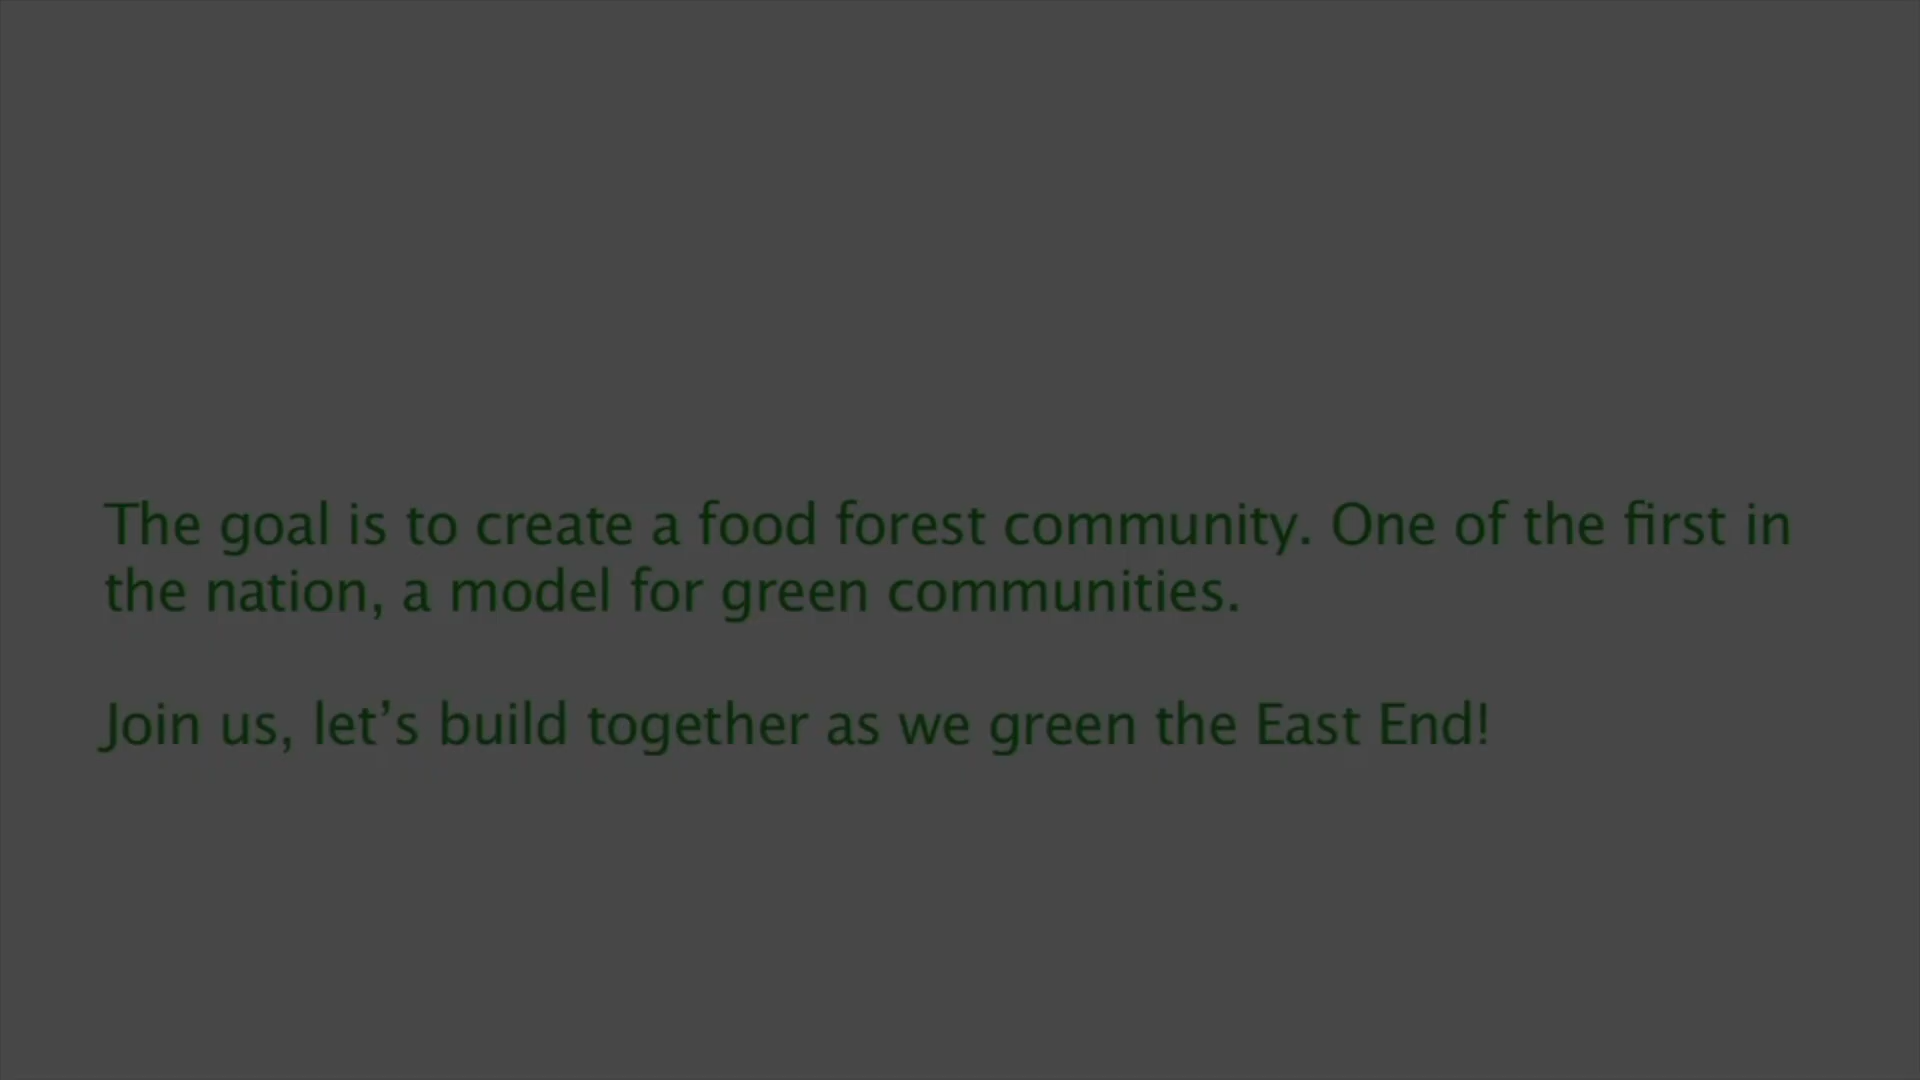 The goal is to create a food forest community. One of the first in
the nation, a model for green communities.
Join us, let’s build together as we green the East End!